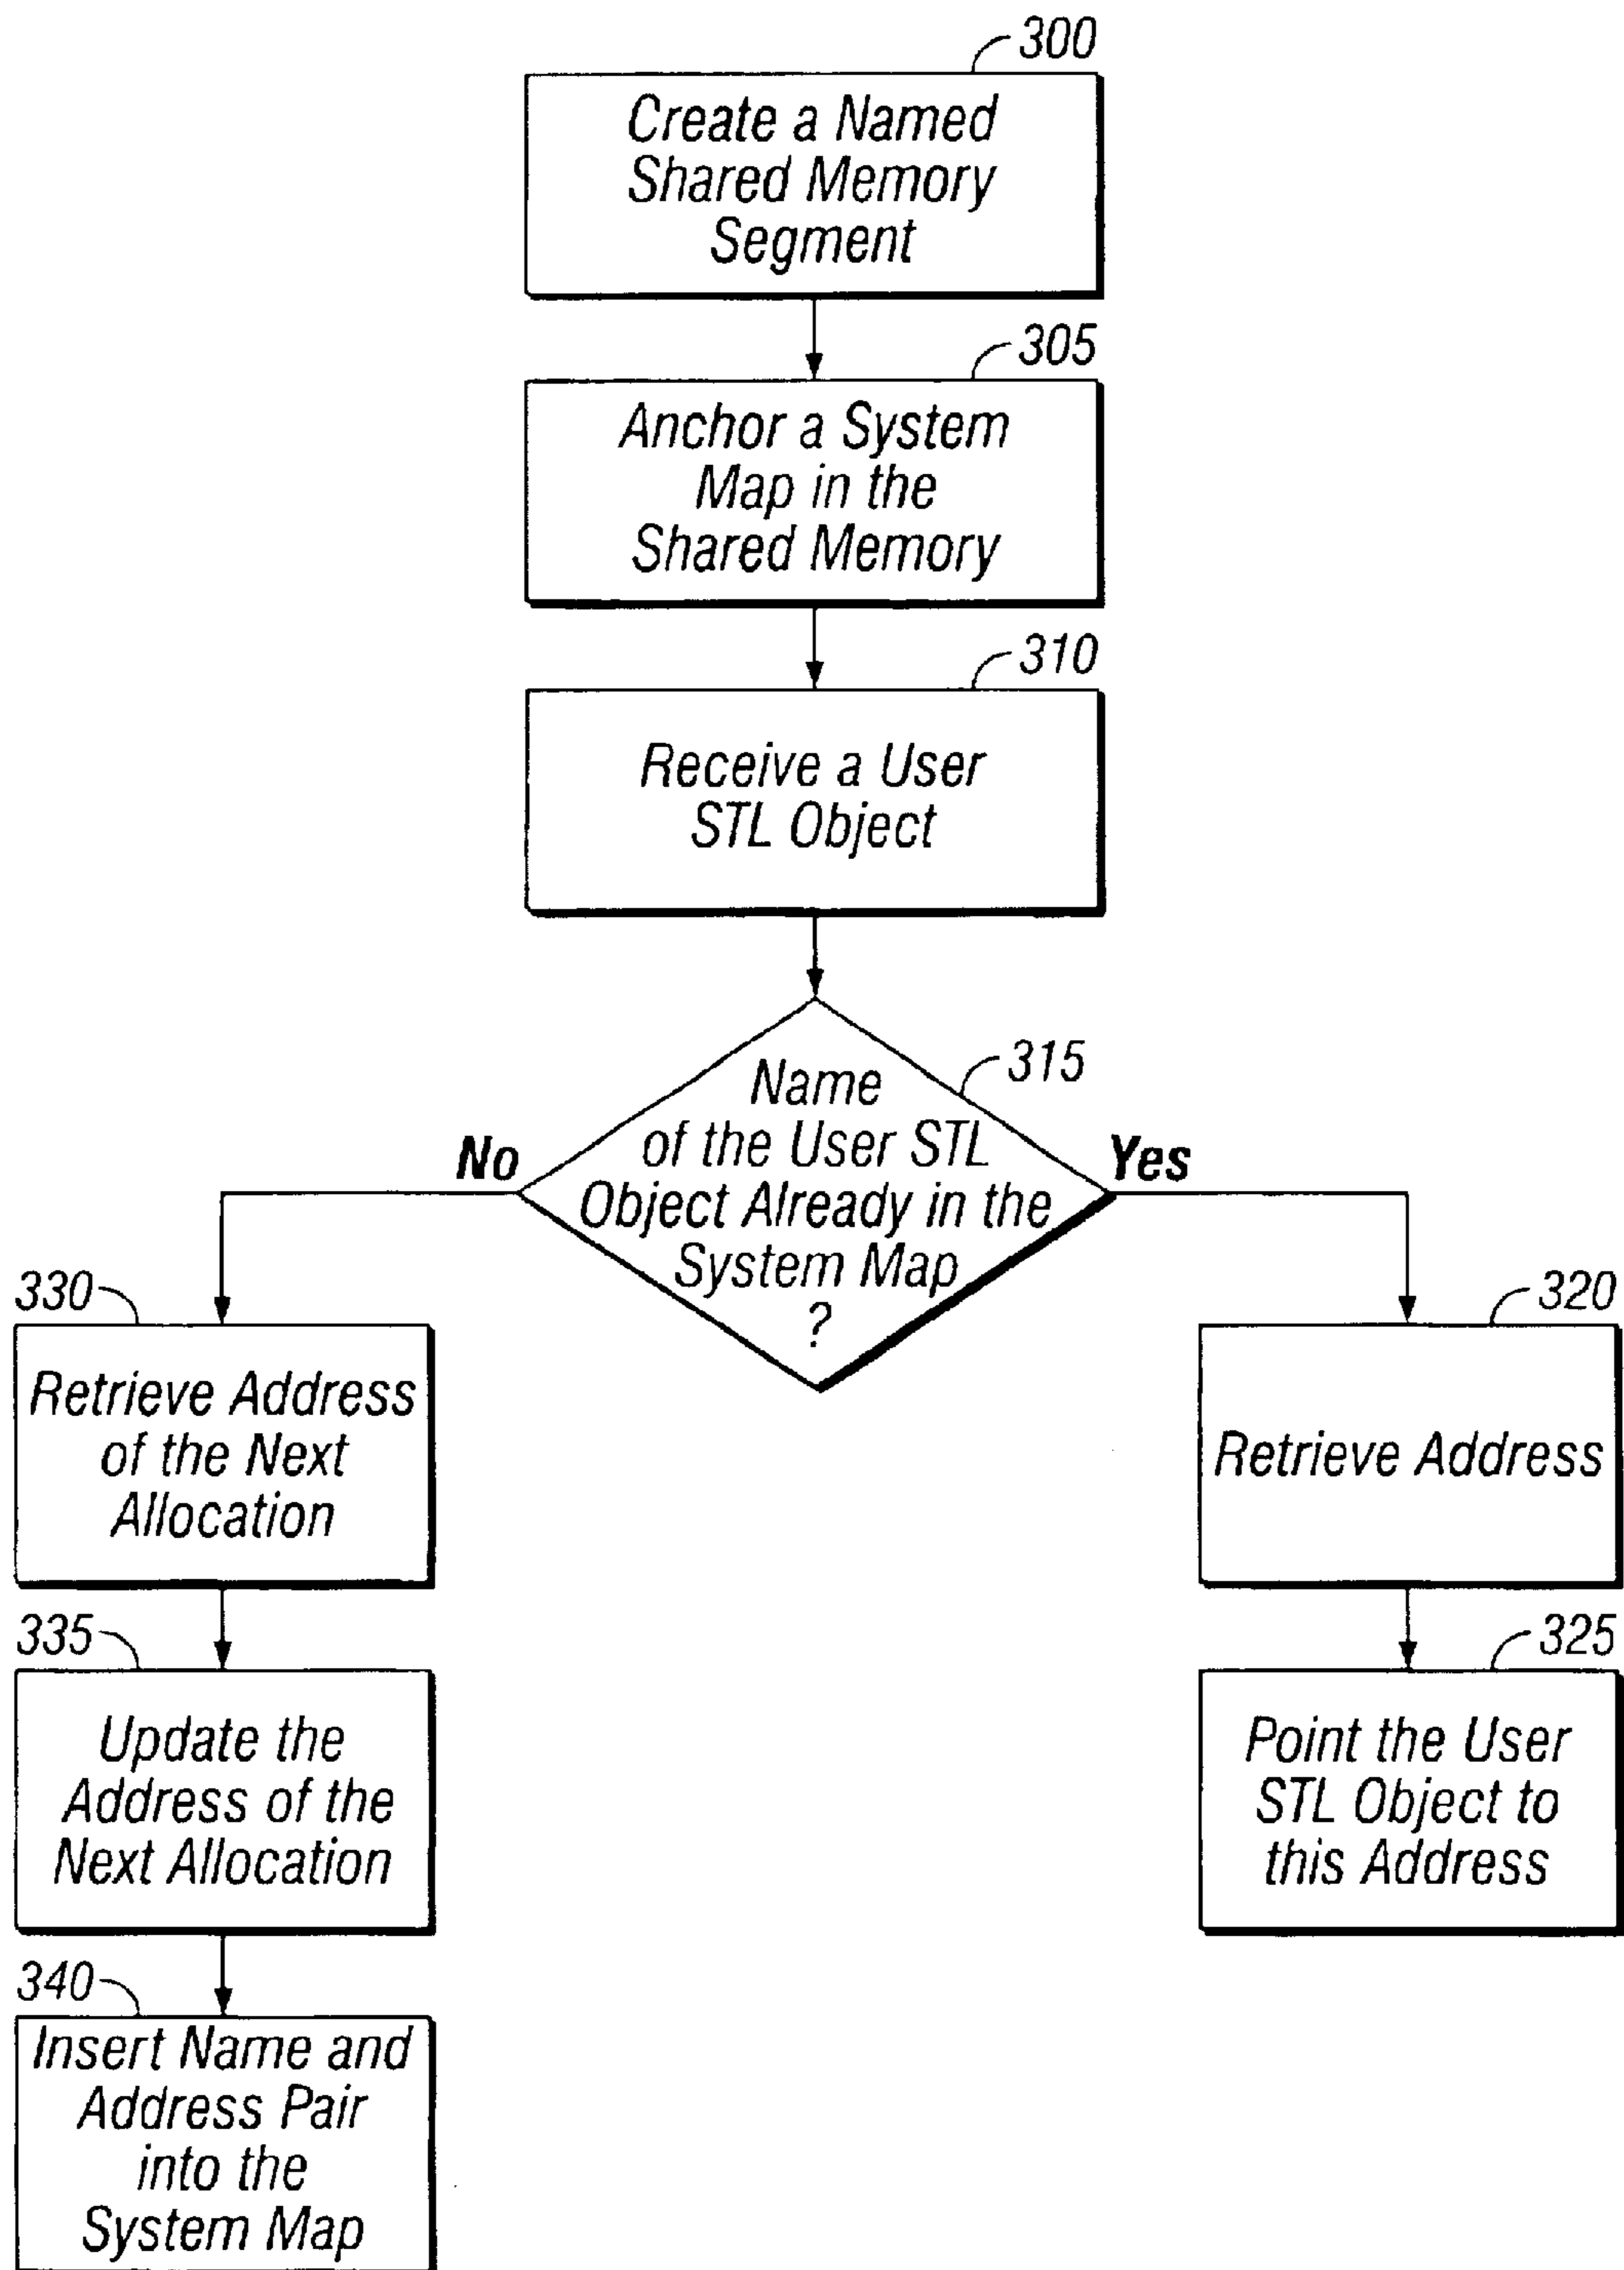 300
Create a Named
Shared Memory
Segment
305
Anchor a System
Map in the
Shared Memory
310
Receive a User
STL Object
315
Name
of the User STL
Object Already in the
System Map
?
No
Yes
330
Retrieve Address
of the Next
Allocation
320
Retrieve Address
335
Update the
Address of the
Next Allocation
325
Point the User
STL Object to
this Address
340
Insert Name and
Address Pair
into the
System Map